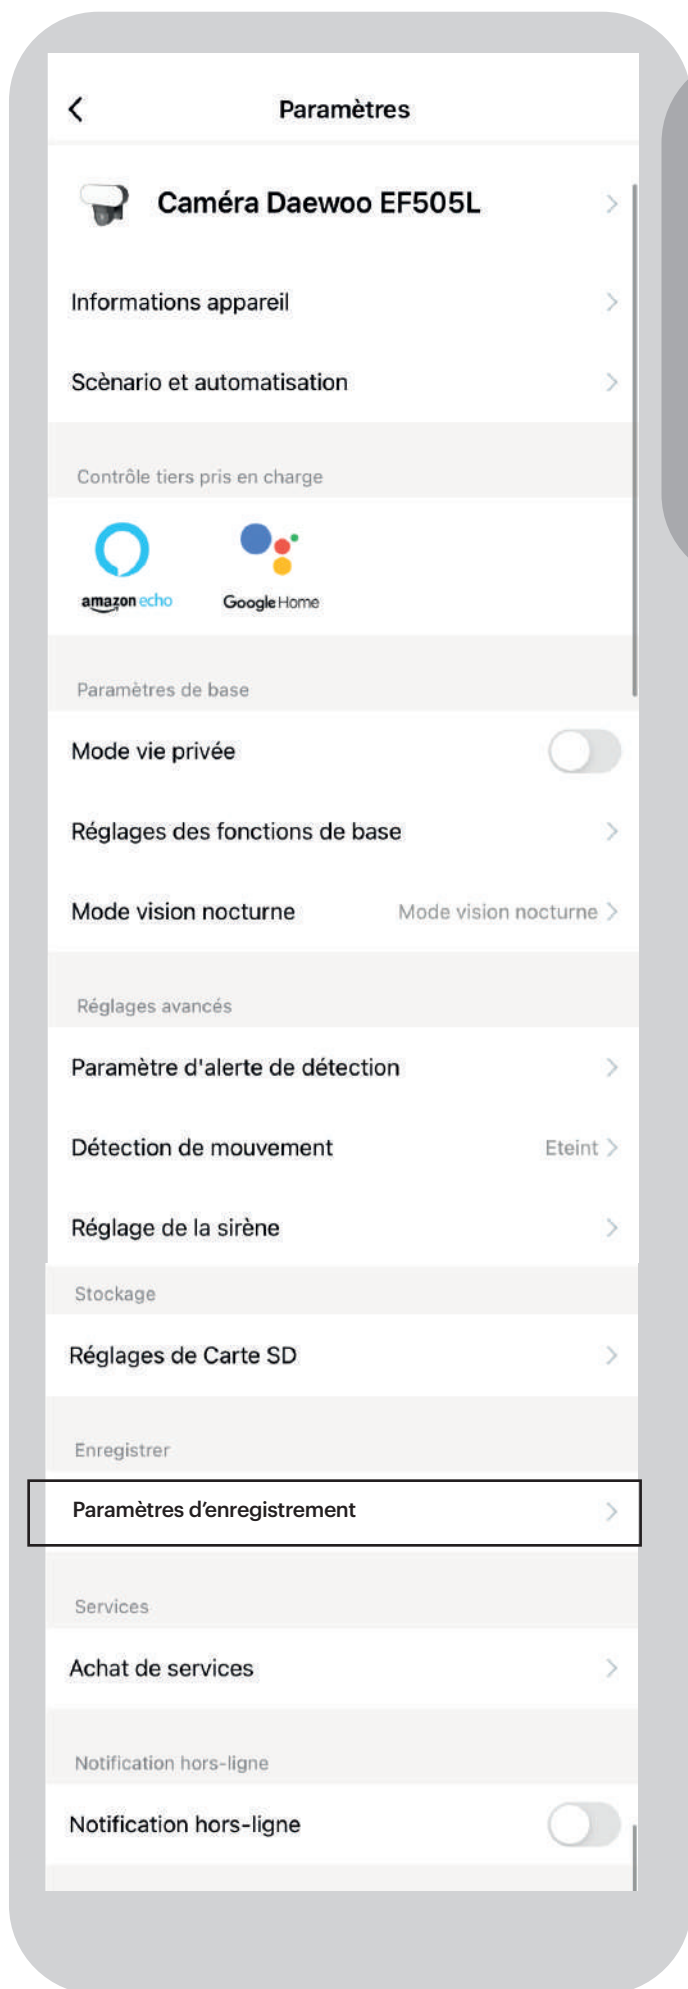 Paramètres
Caméra Daewoo EF505L
Informations appareil
Scènario et automatisation
Contrôle tiers pris en charge
amazon echo
Google Home
Paramètres de base
Mode vie privée
Réglages des fonctions de base
Mode vision nocturne Mode vision nocturne
Réglages avancés
Paramètre d'alerte de détection
Détection de mouvement Eteint
Réglage de la sirène
Stockage
Réglages de Carte SD
Enregistrer
Paramètres d’enregistrement
Services
Achat de services
Notification hors-ligne
Notification hors-ligne